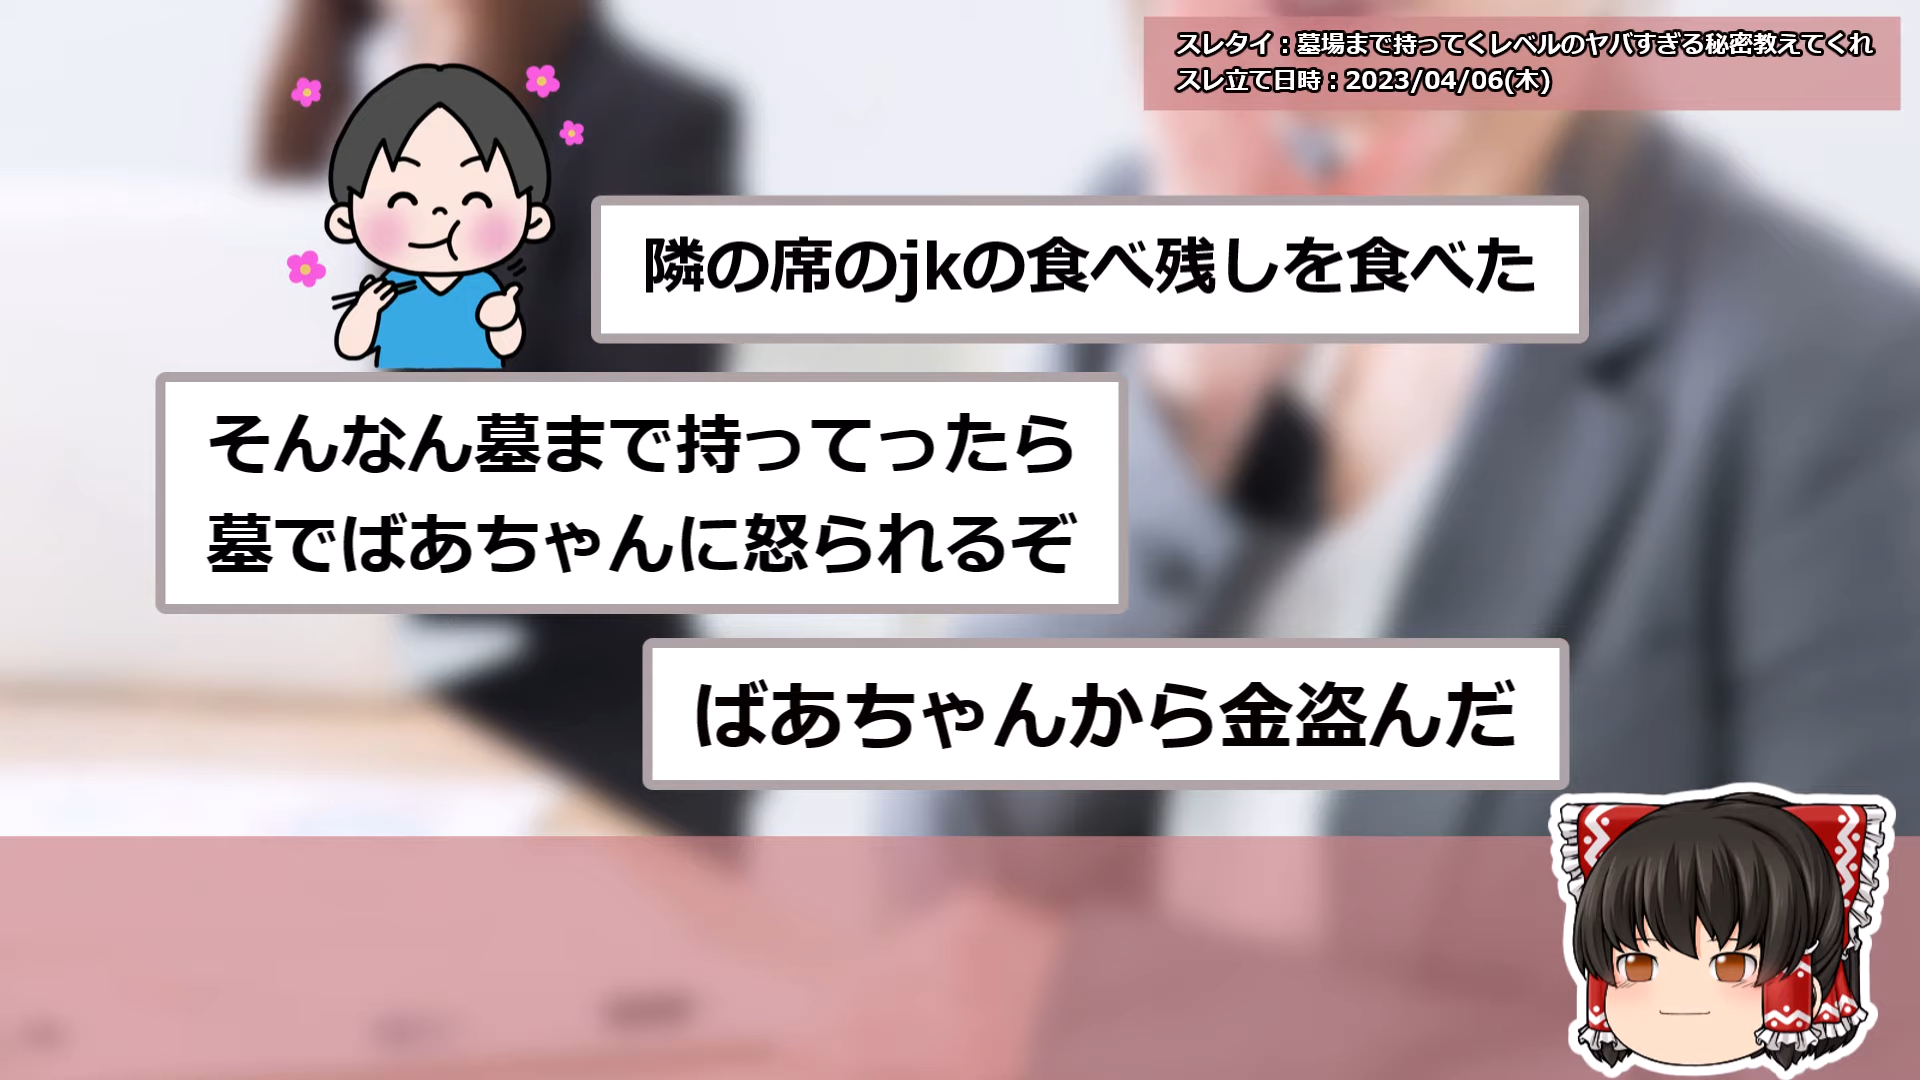 スレタイ：墓場まで持ってくレベルのヤバすぎる秘密教えてくれ
スレ立て日時：2023/04/06(木)
隣の席のjkの食べ残しを食べた
そんなん墓まで持ってったら
墓でばあちゃんに怒られるぞ
ばあちゃんから金盗んだ